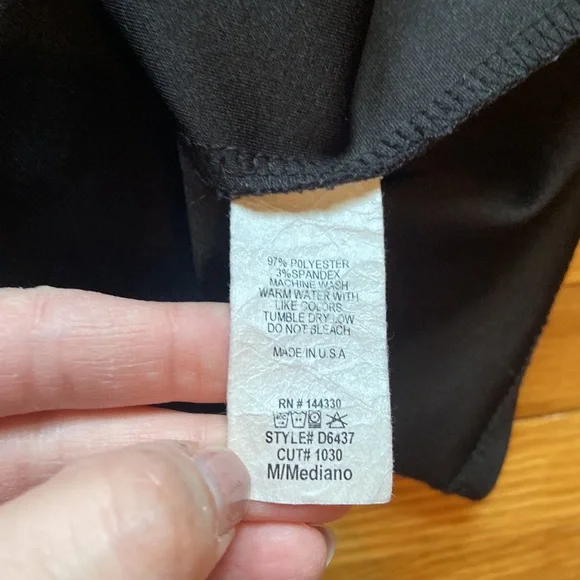 97% POLYESTER
3%SPANDEX
MACHINE WASH
WARM WATER WITH
LIKE COLORS
TUMBLE DRY LOW
DO NOT BLEACH
MADE IN U.S.A
RN # 144330
STYLE# D6437
CUT# 1030
M/Mediano